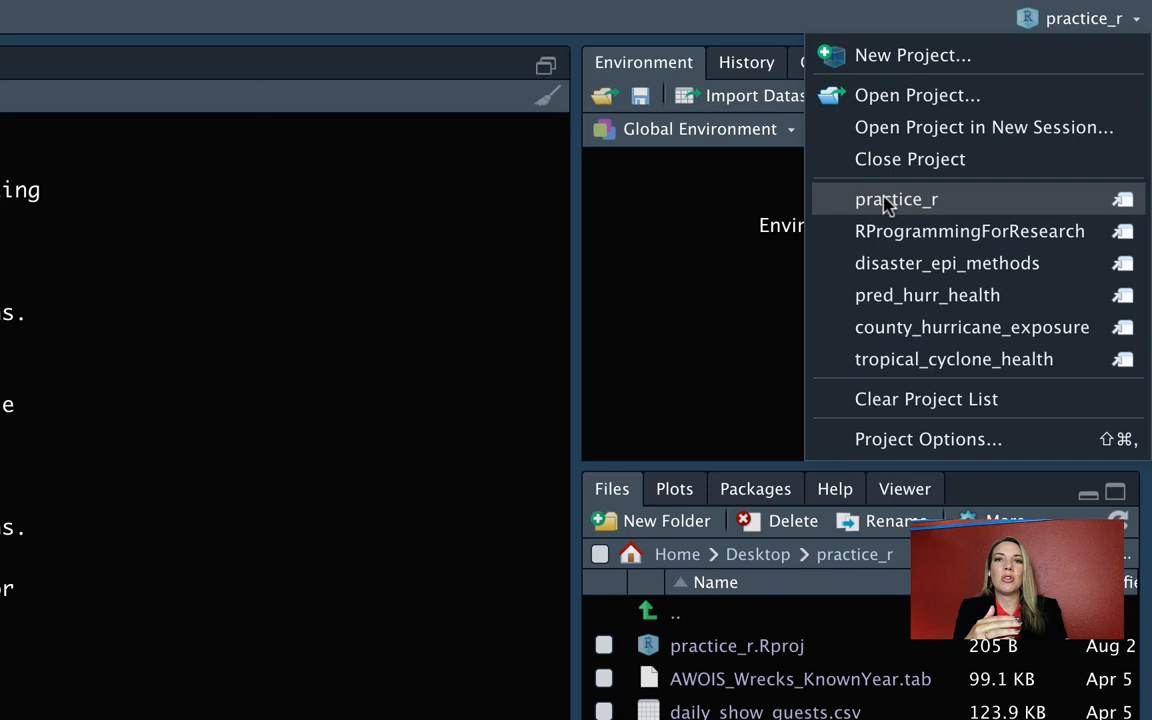 practice_r
New Project...
Open Project...
Open Project in New Session...
Close Project
practice_r
RProgrammingForResearch
disaster_epi_methods
pred_hurr_health
county_hurricane_exposure
tropical_cyclone_health
Clear Project List
Project Options... ⇧⌘,
Environment History
Import Datas
Global Environment
Envir
ing
s.
e
s.
or
Files Plots Packages Help Viewer
New Folder Delete Rename
Home Desktop practice_r
Name
..
practice_r.Rproj 205 B Aug 2
AWOIS_Wrecks_KnownYear.tab 99.1 KB Apr 5
daily_show_guests.csv 123.9 KB Apr 5